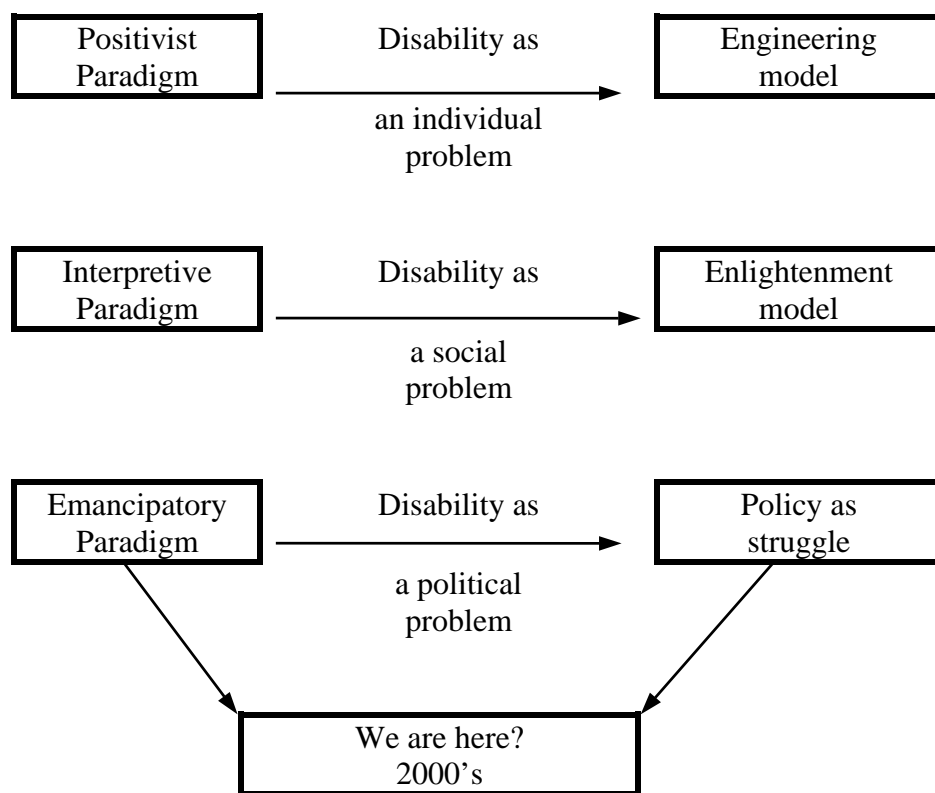 Positivist
Paradigm
Disability as
an individual
problem
Engineering
model
Interpretive
Paradigm
Disability as
a social
problem
Enlightenment
model
Emancipatory
Paradigm
Disability as
a political
problem
Policy as
struggle
We are here?
2000’s